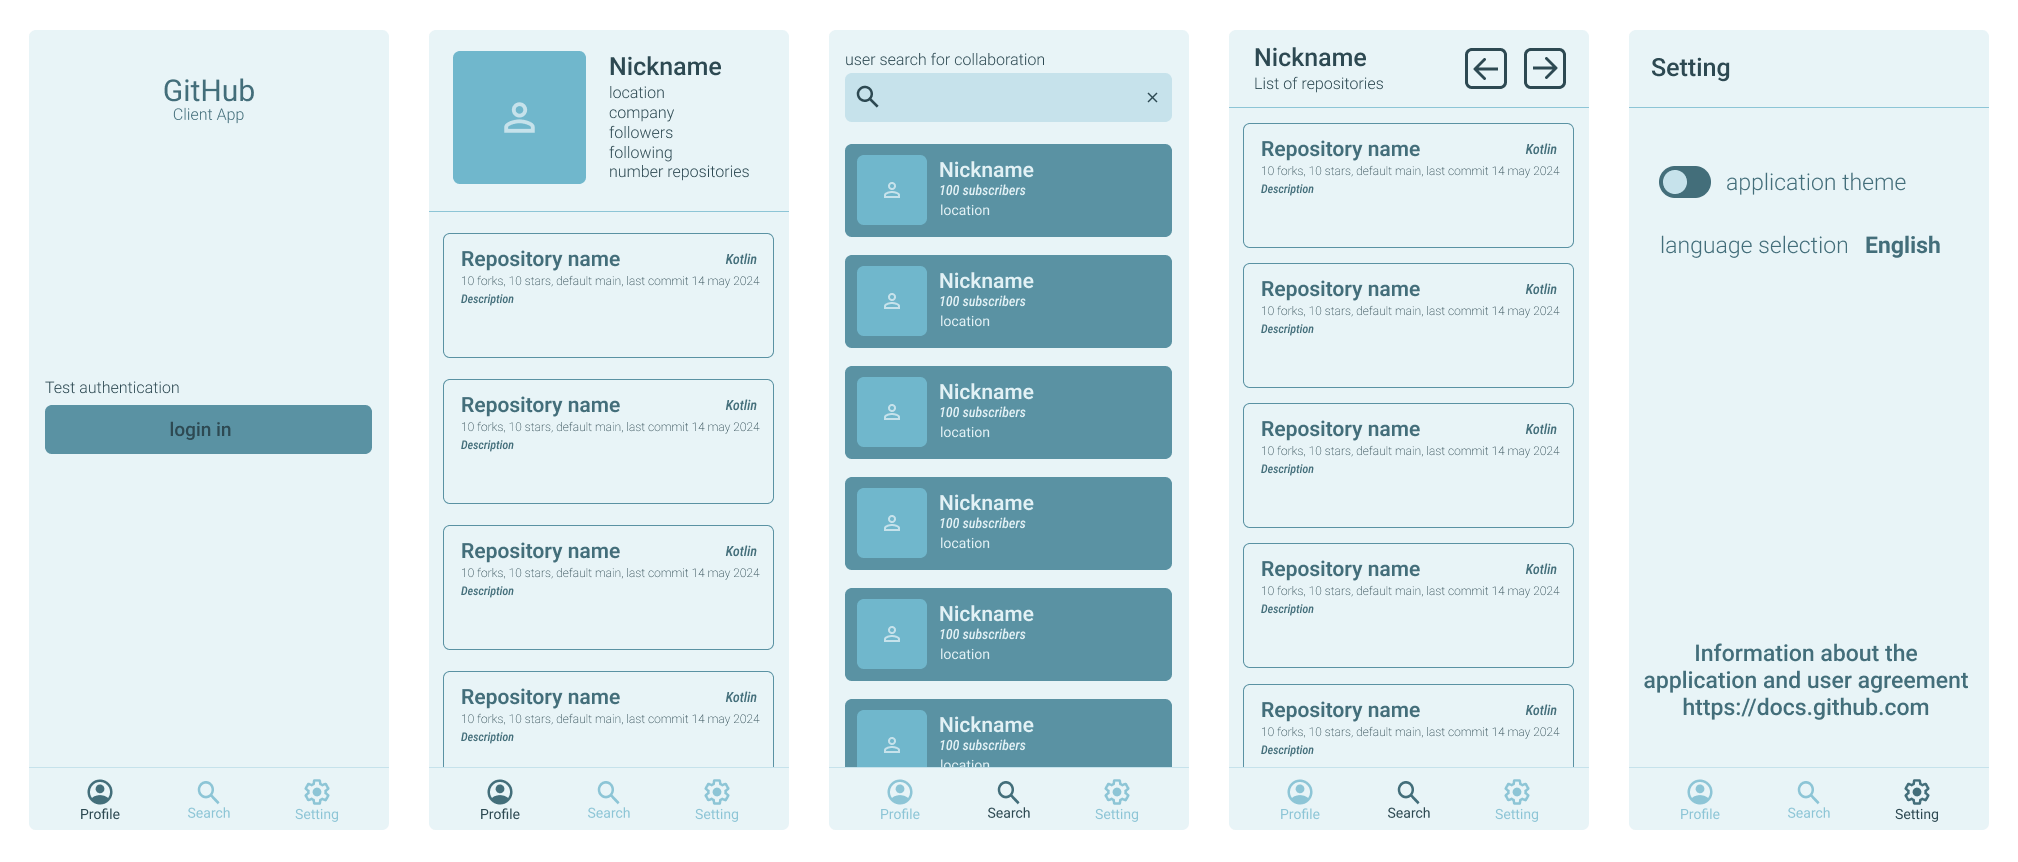 GitHub
Client App
Test authentication
login in
Profile
Search
Setting
Nickname
location
company
followers
following
number repositories
Repository name
Kotlin
10 forks, 10 stars, default main, last commit 14 may 2024
Description
Repository name
Kotlin
10 forks, 10 stars, default main, last commit 14 may 2024
Description
Repository name
Kotlin
10 forks, 10 stars, default main, last commit 14 may 2024
Description
Repository name
Kotlin
10 forks, 10 stars, default main, last commit 14 may 2024
Description
Profile
Search
Setting
user search for collaboration
Nickname
100 subscribers
location
Nickname
100 subscribers
location
Nickname
100 subscribers
location
Nickname
100 subscribers
location
Nickname
100 subscribers
location
Nickname
100 subscribers
location
Profile
Search
Setting
Nickname
List of repositories
Repository name
Kotlin
10 forks, 10 stars, default main, last commit 14 may 2024
Description
Repository name
Kotlin
10 forks, 10 stars, default main, last commit 14 may 2024
Description
Repository name
Kotlin
10 forks, 10 stars, default main, last commit 14 may 2024
Description
Repository name
Kotlin
10 forks, 10 stars, default main, last commit 14 may 2024
Description
Repository name
Kotlin
10 forks, 10 stars, default main, last commit 14 may 2024
Description
Profile
Search
Setting
Setting
application theme
language selection English
Information about the
application and user agreement
https://docs.github.com
Profile
Search
Setting